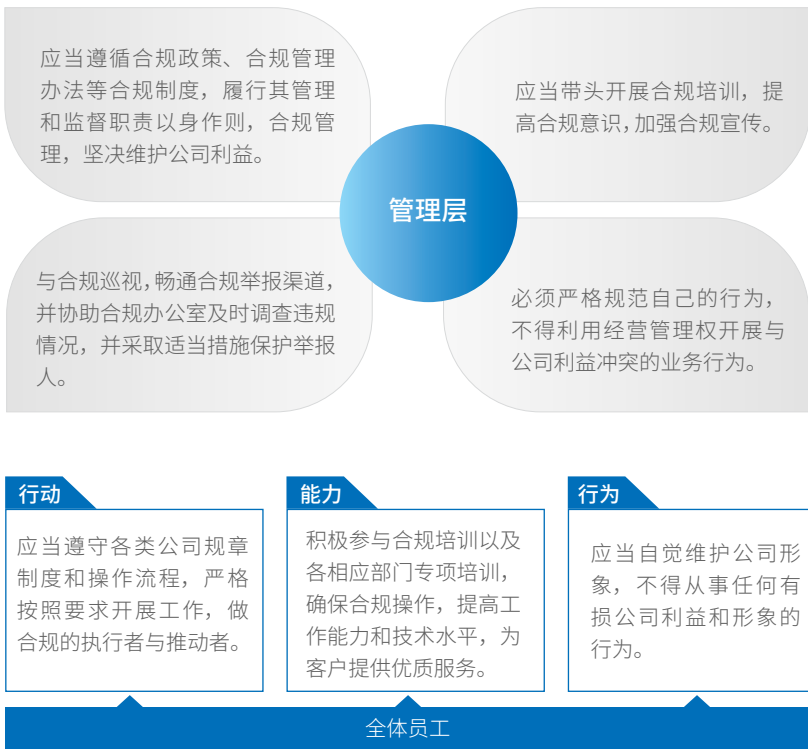 应当遵循合规政策、合规管理
办法等合规制度，履行其管理
和监督职责以身作则，合规管
理，坚决维护公司利益。
应当带头开展合规培训，提
高合规意识，加强合规宣传。
管理层
与合规巡视，畅通合规举报渠道，
并协助合规办公室及时调查违规
情况，并采取适当措施保护举报
人。
必须严格规范自己的行为，
不得利用经营管理权开展与
公司利益冲突的业务行为。
行动
应当遵守各类公司规章
制度和操作流程，严格
按照要求开展工作，做
合规的执行者与推动者。
能力
积极参与合规培训以及
各相应部门专项培训，
确保合规操作，提高工
作能力和技术水平，为
客户提供优质服务。
行为
应当自觉维护公司形
象，不得从事任何有
损公司利益和形象的
行为。
全体员工